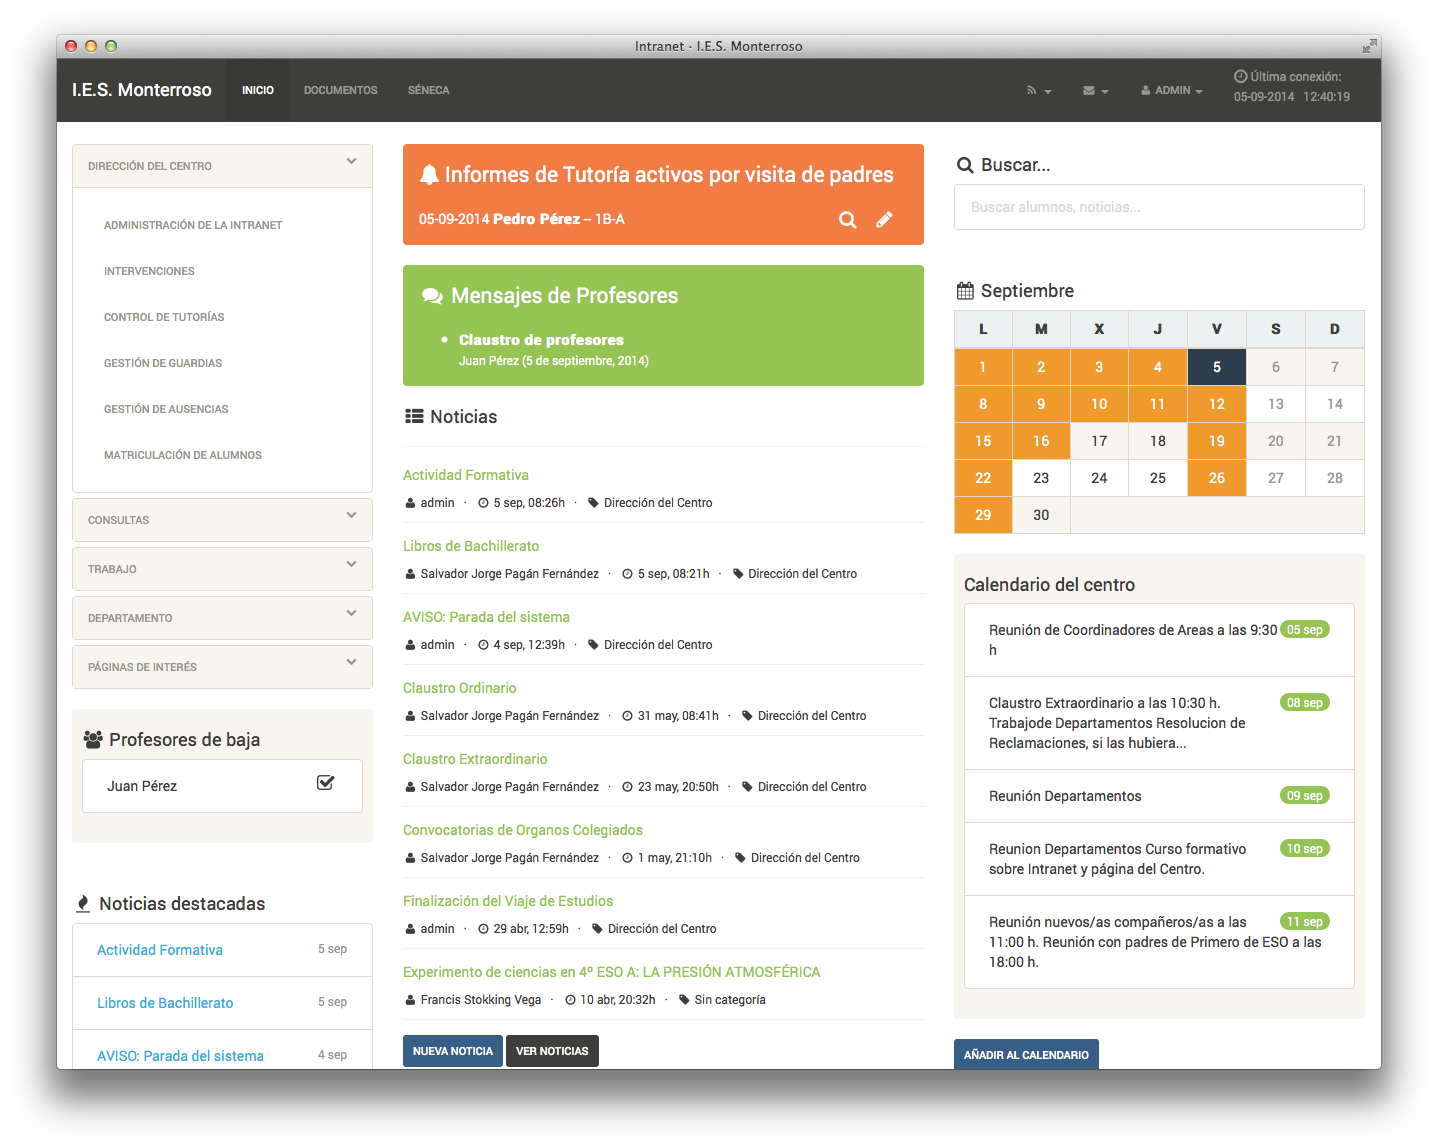 Intranet · I.E.S. Monterroso
I.E.S. Monterroso
INICIO
DOCUMENTOS
SÉNECA
ADMIN
Última conexión:
05-09-2014 12:40:19
DIRECCIÓN DEL CENTRO
ADMINISTRACIÓN DE LA INTRANET
INTERVENCIONES
CONTROL DE TUTORÍAS
GESTIÓN DE GUARDIAS
GESTIÓN DE AUSENCIAS
MATRICULACIÓN DE ALUMNOS
CONSULTAS
TRABAJO
DEPARTAMENTO
PÁGINAS DE INTERÉS
Profesores de baja
Juan Pérez
Noticias destacadas
Actividad Formativa 5 sep
Libros de Bachillerato 5 sep
AVISO: Parada del sistema 4 sep
Informes de Tutoría activos por visita de padres
05-09-2014 Pedro Pérez – 1B-A
Mensajes de Profesores
• Claustro de profesores
Juan Pérez (5 de septiembre, 2014)
Noticias
Actividad Formativa
admin · 5 sep, 08:26h · Dirección del Centro
Libros de Bachillerato
Salvador Jorge Pagán Fernández · 5 sep, 08:21h · Dirección del Centro
AVISO: Parada del sistema
admin · 4 sep, 12:39h · Dirección del Centro
Claustro Ordinario
Salvador Jorge Pagán Fernández · 31 may, 08:41h · Dirección del Centro
Claustro Extraordinario
Salvador Jorge Pagán Fernández · 23 may, 20:50h · Dirección del Centro
Convocatorias de Organos Colegiados
Salvador Jorge Pagán Fernández · 1 may, 21:10h · Dirección del Centro
Finalización del Viaje de Estudios
admin · 29 abr, 12:59h · Dirección del Centro
Experimento de ciencias en 4º ESO A: LA PRESIÓN ATMOSFÉRICA
Francis Stokking Vega · 10 abr, 20:32h · Sin categoría
NUEVA NOTICIA
VER NOTICIAS
Buscar...
Buscar alumnos, noticias...
Septiembre
L M X J V S D
1 2 3 4 5 6 7
8 9 10 11 12 13 14
15 16 17 18 19 20 21
22 23 24 25 26 27 28
29 30
Calendario del centro
Reunión de Coordinadores de Areas a las 9:30 05 sep
h
Claustro Extraordinario a las 10:30 h. 08 sep
Trabajode Departamentos Resolucion de
Reclamaciones, si las hubiera...
Reunión Departamentos 09 sep
Reunion Departamentos Curso formativo 10 sep
sobre Intranet y página del Centro.
Reunión nuevos/as compañeros/as a las 11 sep
11:00 h. Reunión con padres de Primero de ESO a las
18:00 h.
AÑADIR AL CALENDARIO